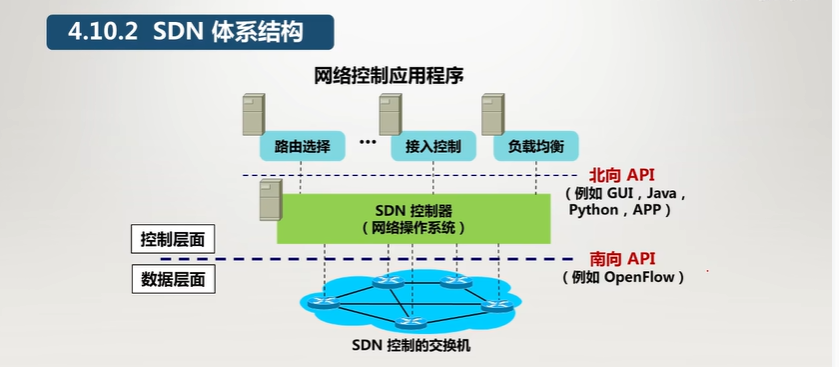 4.10.2 SDN 体系结构
网络控制应用程序
路由选择
…
接入控制
负载均衡
北向 API
（例如 GUI，Java，
Python，APP）
SDN 控制器
（网络操作系统）
控制层面
南向 API
数据层面
（例如 OpenFlow）
SDN 控制的交换机